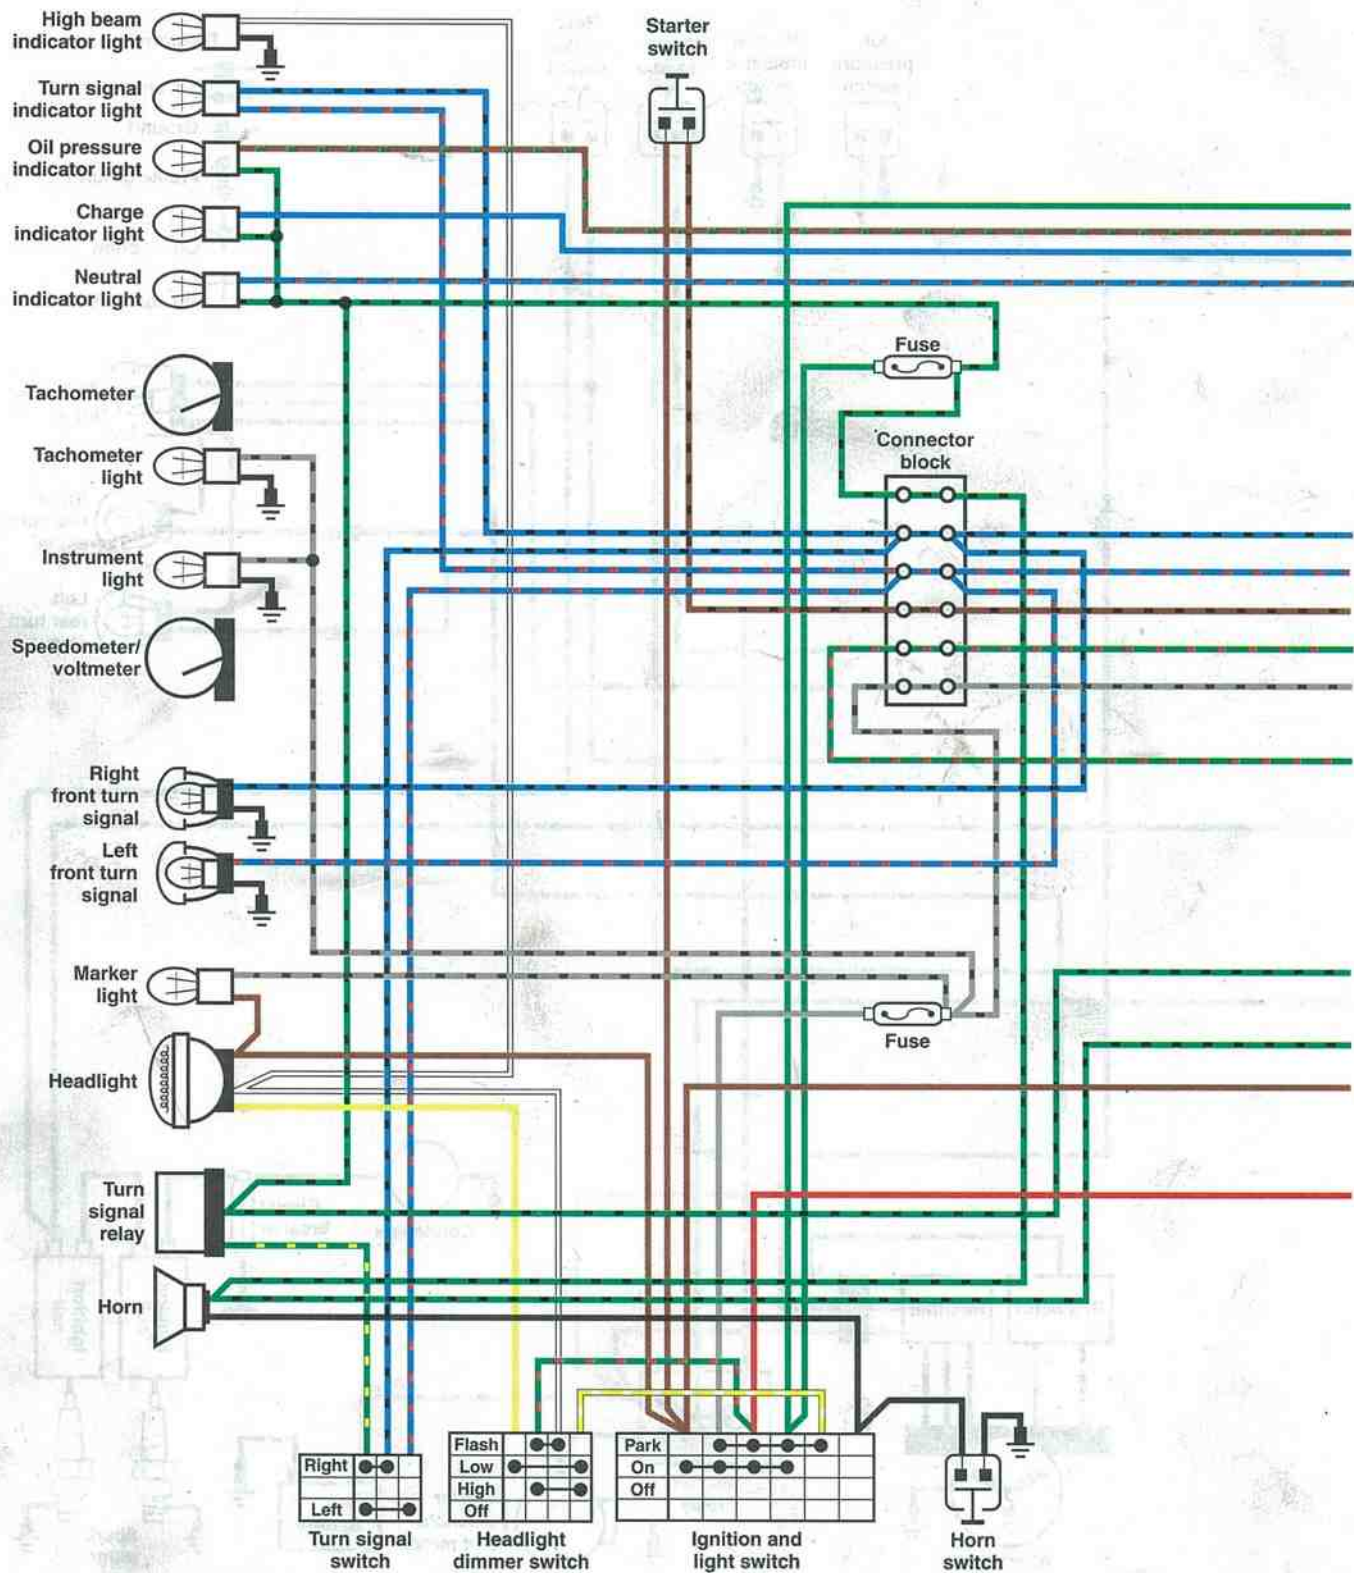 High beam
indicator light
Starter
switch
Turn signal
indicator light
Oil pressure
indicator light
Charge
indicator light
Neutral
indicator light
Fuse
Tachometer
Connector
block
Tachometer
light
Instrument
light
Speedometer/
voltmeter
Right
front turn
signal
Left
front turn
signal
Marker
light
Fuse
Headlight
Turn
signal
relay
Horn
Right
Left
Turn signal
switch
Flash
Low
High
Off
Headlight
dimmer switch
Park
On
Off
Ignition and
light switch
Horn
switch